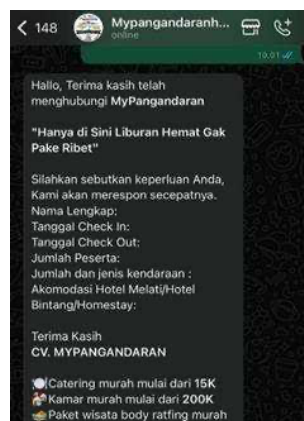 148
Mypangandaranh...
online
10.01
Hallo, Terima kasih telah
menghubungi MyPangandaran
"Hanya di Sini Liburan Hemat Gak
Pake Ribet"
Silahkan sebutkan keperluan Anda,
Kami akan merespon secepatnya.
Nama Lengkap:
Tanggal Check In:
Tanggal Check Out:
Jumlah Peserta:
Jumlah dan jenis kendaraan :
Akomodasi Hotel Melati/Hotel
Bintang/Homestay:
Terima Kasih
CV. MYPANGANDARAN
🍽Catering murah mulai dari 15K
Kamar murah mulai dari 200K
Paket wisata body ratfing murah